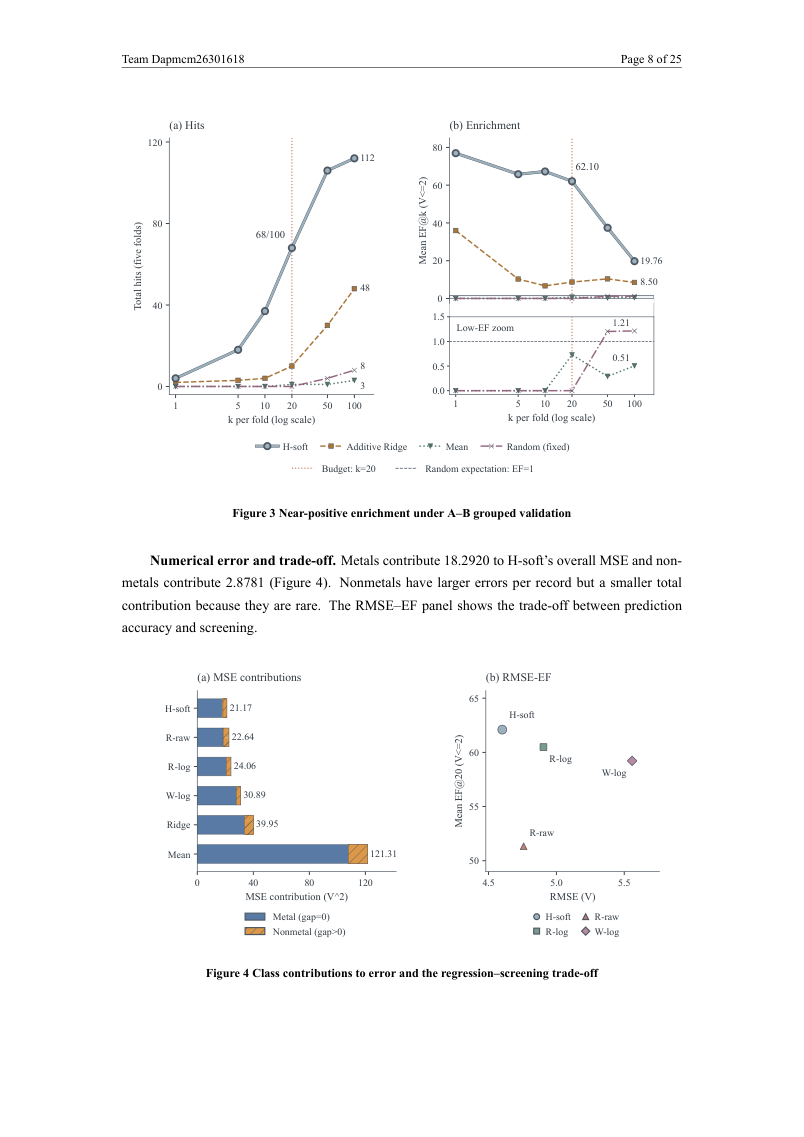 Team Dapmcm26301618 Page 8 of 25
(a) Hits
120
80
40
0
Total hits (five folds)
68/100
112
48
8
3
1 5 10 20 50 100
k per fold (log scale)
(b) Enrichment
80
60
40
20
0
Mean EF@k (V<=2)
62.10
19.76
8.50
1.5
1.0
0.5
0.0
Low-EF zoom
1.21
0.51
1 5 10 20 50 100
k per fold (log scale)
H-soft Additive Ridge Mean Random (fixed)
Budget: k=20 Random expectation: EF=1
Figure 3 Near-positive enrichment under A–B grouped validation
Numerical error and trade-off. Metals contribute 18.2920 to H-soft’s overall MSE and non-
metals contribute 2.8781 (Figure 4). Nonmetals have larger errors per record but a smaller total
contribution because they are rare. The RMSE–EF panel shows the trade-off between prediction
accuracy and screening.
(a) MSE contributions
H-soft 21.17
R-raw 22.64
R-log 24.06
W-log 30.89
Ridge 39.95
Mean 121.31
0 40 80 120
MSE contribution (V^2)
Metal (gap=0)
Nonmetal (gap>0)
(b) RMSE-EF
65
60
55
50
Mean EF@20 (V<=2)
H-soft
R-log
W-log
R-raw
4.5 5.0 5.5
RMSE (V)
H-soft R-raw
R-log W-log
Figure 4 Class contributions to error and the regression–screening trade-off